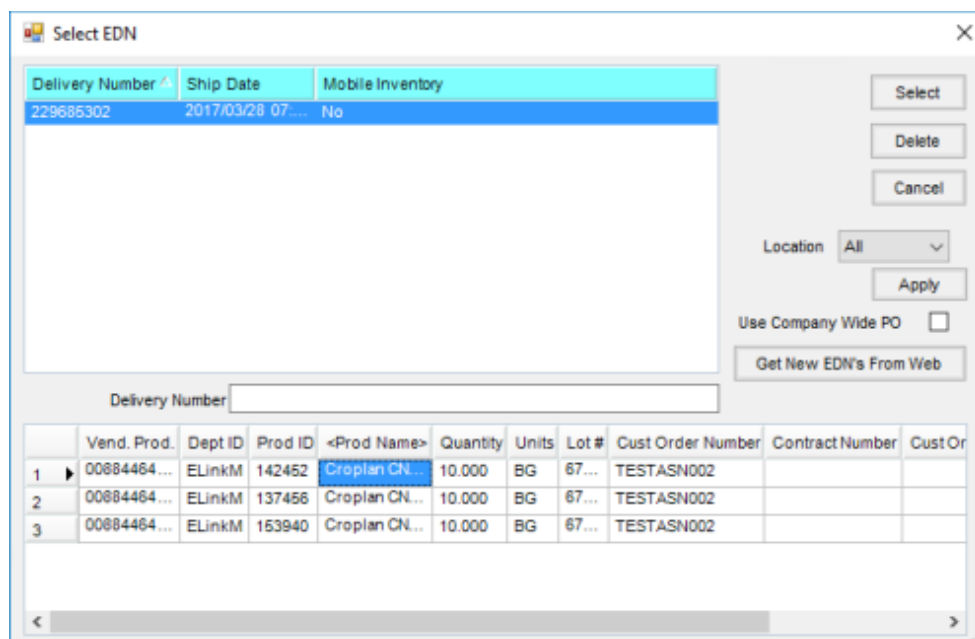 Select EDN
Delivery Number Ship Date Mobile Inventory
229685302 2017/03/28 07:... No
Select
Delete
Cancel
Location All
Apply
Use Company Wide PO
Get New EDN's From Web
Delivery Number
Vend. Prod. Dept ID Prod ID <Prod Name> Quantity Units Lot # Cust Order Number Contract Number Cust Or
1 00884464... ELinkM 142452 Croplan CN... 10.000 BG 67... TESTASN002
2 00884464... ELinkM 137456 Croplan CN... 10.000 BG 67... TESTASN002
3 00884464... ELinkM 153940 Croplan CN... 10.000 BG 67... TESTASN002